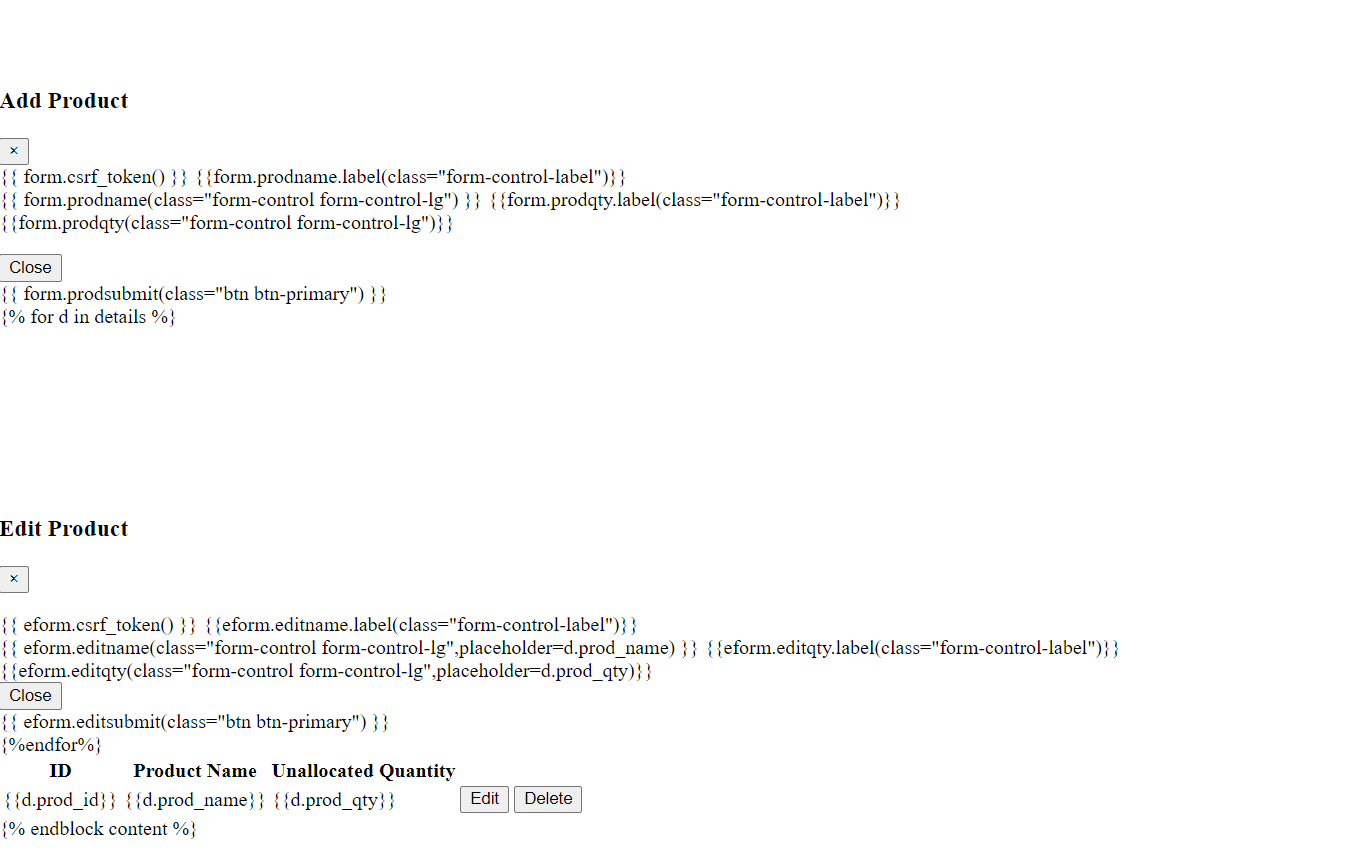 Add Product
×
{{ form.csrf_token() }} {{form.prodname.label(class="form-control-label")}}
{{ form.prodname(class="form-control form-control-lg") }} {{form.prodqty.label(class="form-control-label")}}
{{form.prodqty(class="form-control form-control-lg")}}
Close
{{ form.prodsubmit(class="btn btn-primary") }}
{% for d in details %}
Edit Product
×
{{ eform.csrf_token() }} {{eform.editname.label(class="form-control-label")}}
{{ eform.editname(class="form-control form-control-lg",placeholder=d.prod_name) }} {{eform.editqty.label(class="form-control-label")}}
{{eform.editqty(class="form-control form-control-lg",placeholder=d.prod_qty)}}
Close
{{ eform.editsubmit(class="btn btn-primary") }}
{%endfor%}
ID Product Name Unallocated Quantity
{{d.prod_id}} {{d.prod_name}} {{d.prod_qty}} Edit Delete
{% endblock content %}